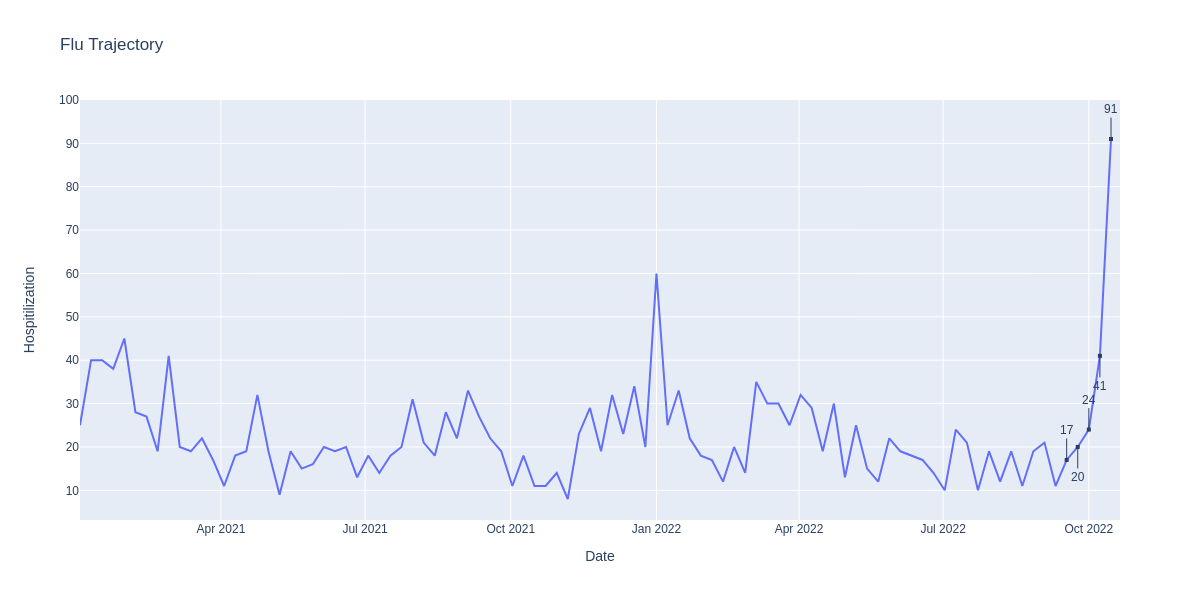 Flu Trajectory
100
90
80
70
60
50
40
30
20
10
Hospitilization
91
41
24
17
20
Apr 2021
Jul 2021
Oct 2021
Jan 2022
Apr 2022
Jul 2022
Oct 2022
Date